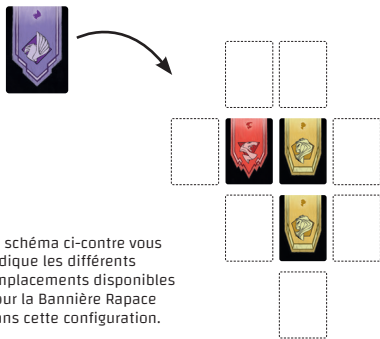 schéma ci-contre vous
dique les différents
mplacements disponibles
our la Bannière Rapace
ans cette configuration.